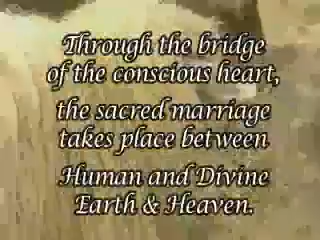 Through the bridge
of the conscious heart,
the sacred marriage
takes place between
Human and Divine
Earth & Heaven.